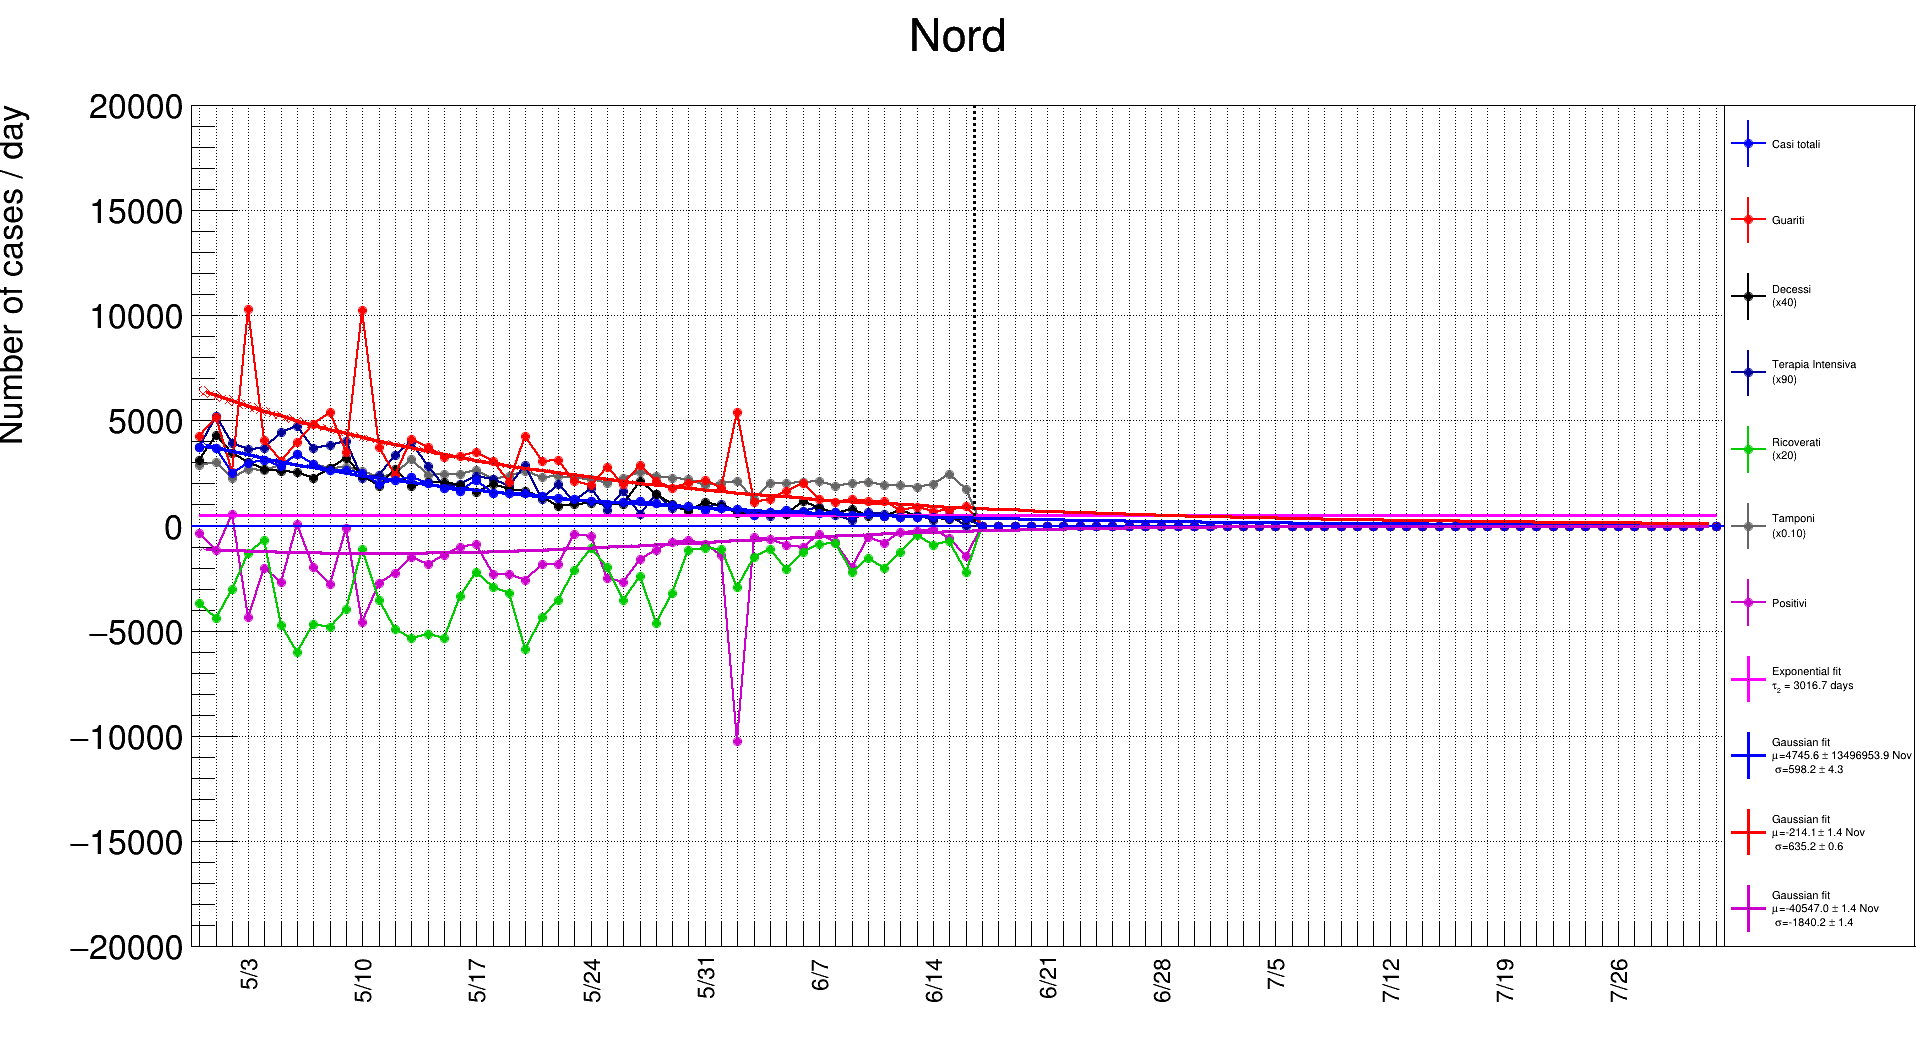 Nord
Number of cases / day
20000
15000
10000
5000
0
−5000
−10000
−15000
−20000
5/3
5/10
5/17
5/24
5/31
6/7
6/14
6/21
6/28
7/5
7/12
7/19
7/26
Casi totali
Guariti
Decessi
(x40)
Terapia Intensiva
(x90)
Ricoverati
(x20)
Tamponi
(x0.10)
Positivi
Exponential fit
τ2 = 3016.7 days
Gaussian fit
μ=4745.6 ± 13496953.9 Nov
σ=598.2 ± 4.3
Gaussian fit
μ=-214.1 ± 1.4 Nov
σ=635.2 ± 0.6
Gaussian fit
μ=-40547.0 ± 1.4 Nov
σ=-1840.2 ± 1.4